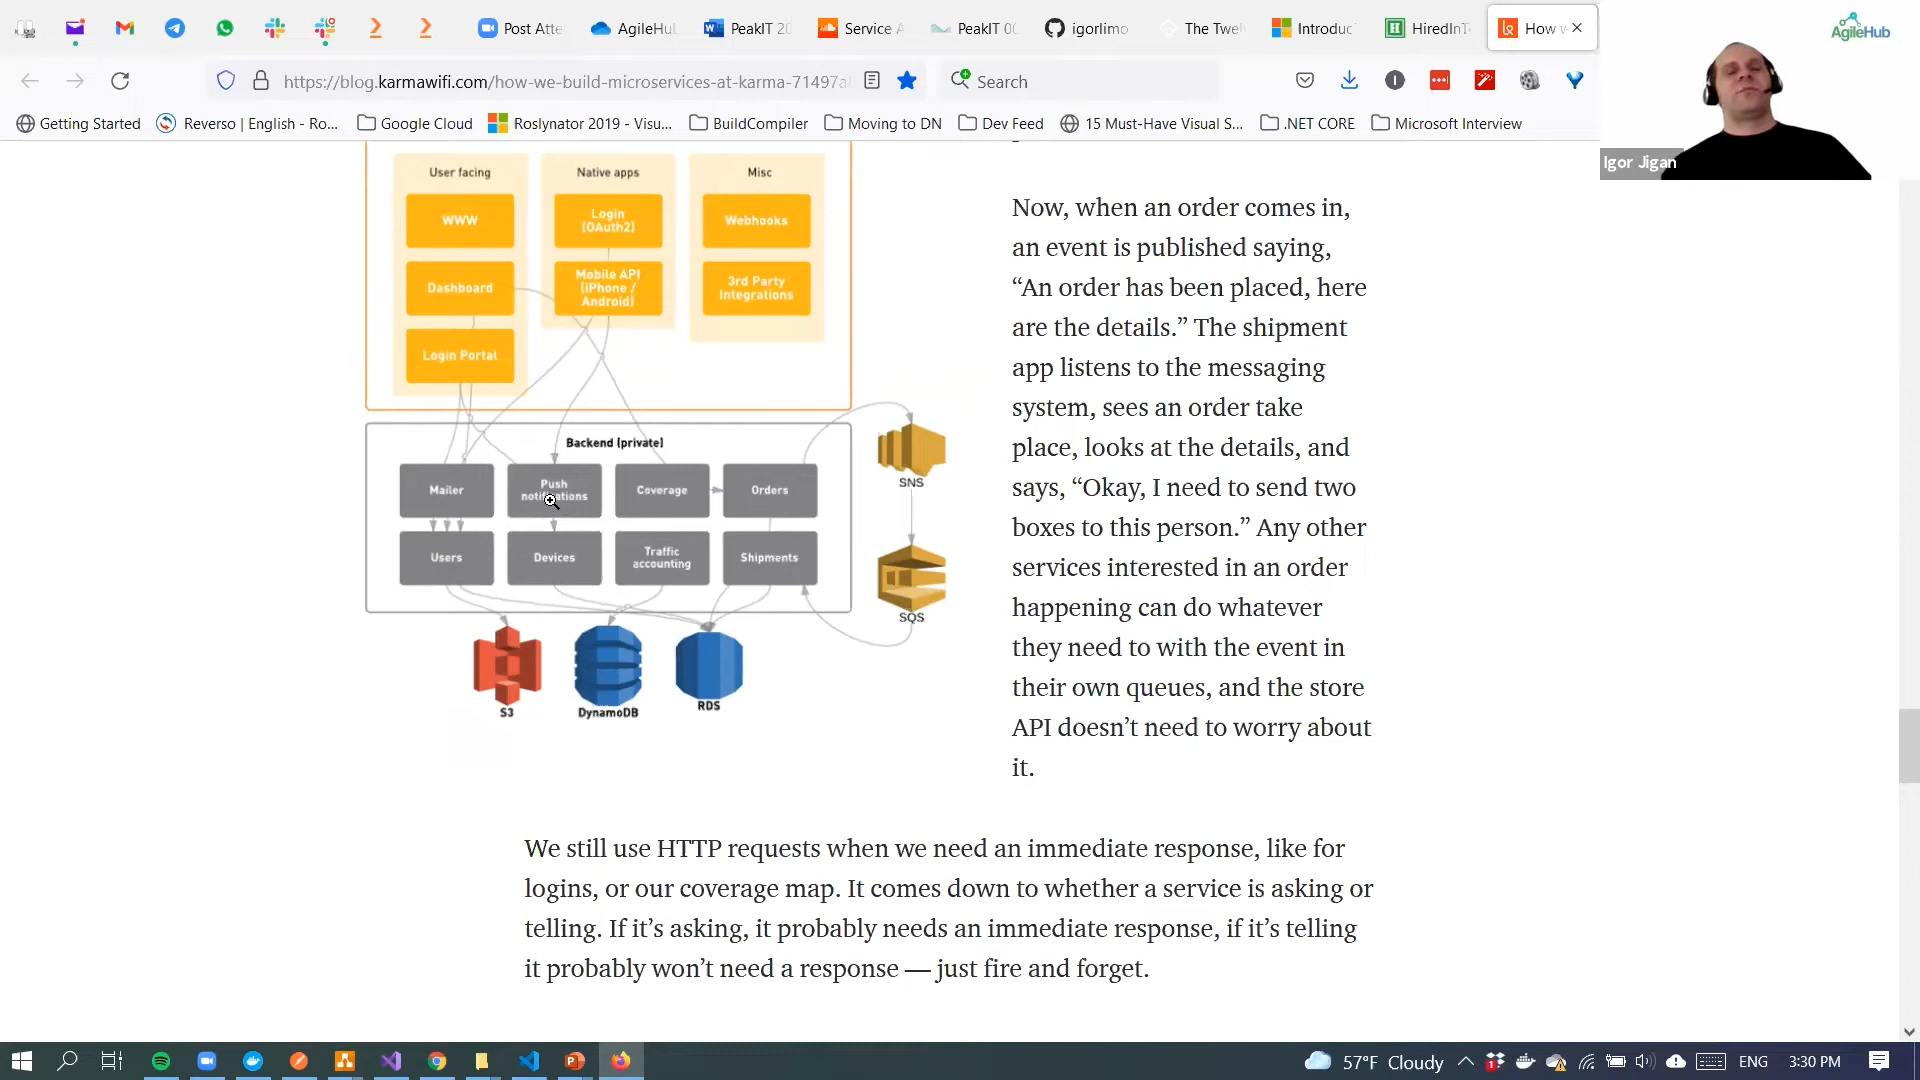 Post Atte
AgileHu
PeakIT 20
Service A
PeakIT 00
igorlimo
The Twel
Introduc
HiredInT
How w
AgileHub
https://blog.karmawifi.com/how-we-build-microservices-at-karma-71497a
Search
Getting Started
Reverso | English - Ro...
Google Cloud
Roslynator 2019 - Visu...
BuildCompiler
Moving to DN
Dev Feed
15 Must-Have Visual S...
.NET CORE
Microsoft Interview
Igor Jigan
User facing
Native apps
Misc
WWW
Login
(OAuth2)
Webhooks
Dashboard
Mobile API
(iPhone /
Android)
3rd Party
Integrations
Login Portal
Backend (private)
Mailer
Push
notifications
Coverage
Orders
Users
Devices
Traffic
accounting
Shipments
SNS
SQS
S3
DynamoDB
RDS
Now, when an order comes in,
an event is published saying,
“An order has been placed, here
are the details.” The shipment
app listens to the messaging
system, sees an order take
place, looks at the details, and
says, “Okay, I need to send two
boxes to this person.” Any other
services interested in an order
happening can do whatever
they need to with the event in
their own queues, and the store
API doesn’t need to worry about
it.
We still use HTTP requests when we need an immediate response, like for
logins, or our coverage map. It comes down to whether a service is asking or
telling. If it’s asking, it probably needs an immediate response, if it’s telling
it probably won’t need a response — just fire and forget.
57°F Cloudy
ENG
3:30 PM